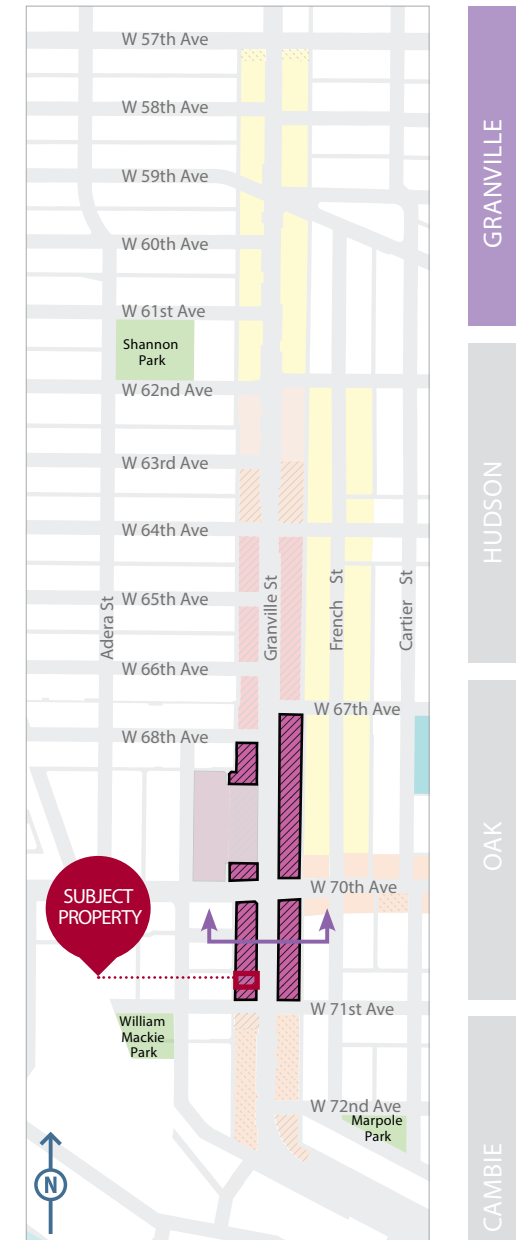 W 57th Ave
W 58th Ave
W 59th Ave
W 60th Ave
W 61st Ave
Shannon
Park
W 62nd Ave
W 63rd Ave
W 64th Ave
W 65th Ave
Adera St
Granville St
French St
Cartier St
W 66th Ave
W 67th Ave
W 68th Ave
SUBJECT
PROPERTY
W 70th Ave
W 71st Ave
William
Mackie
Park
W 72nd Ave
Marpole
Park
N
GRANVILLE
HUDSON
OAK
CAMBIE